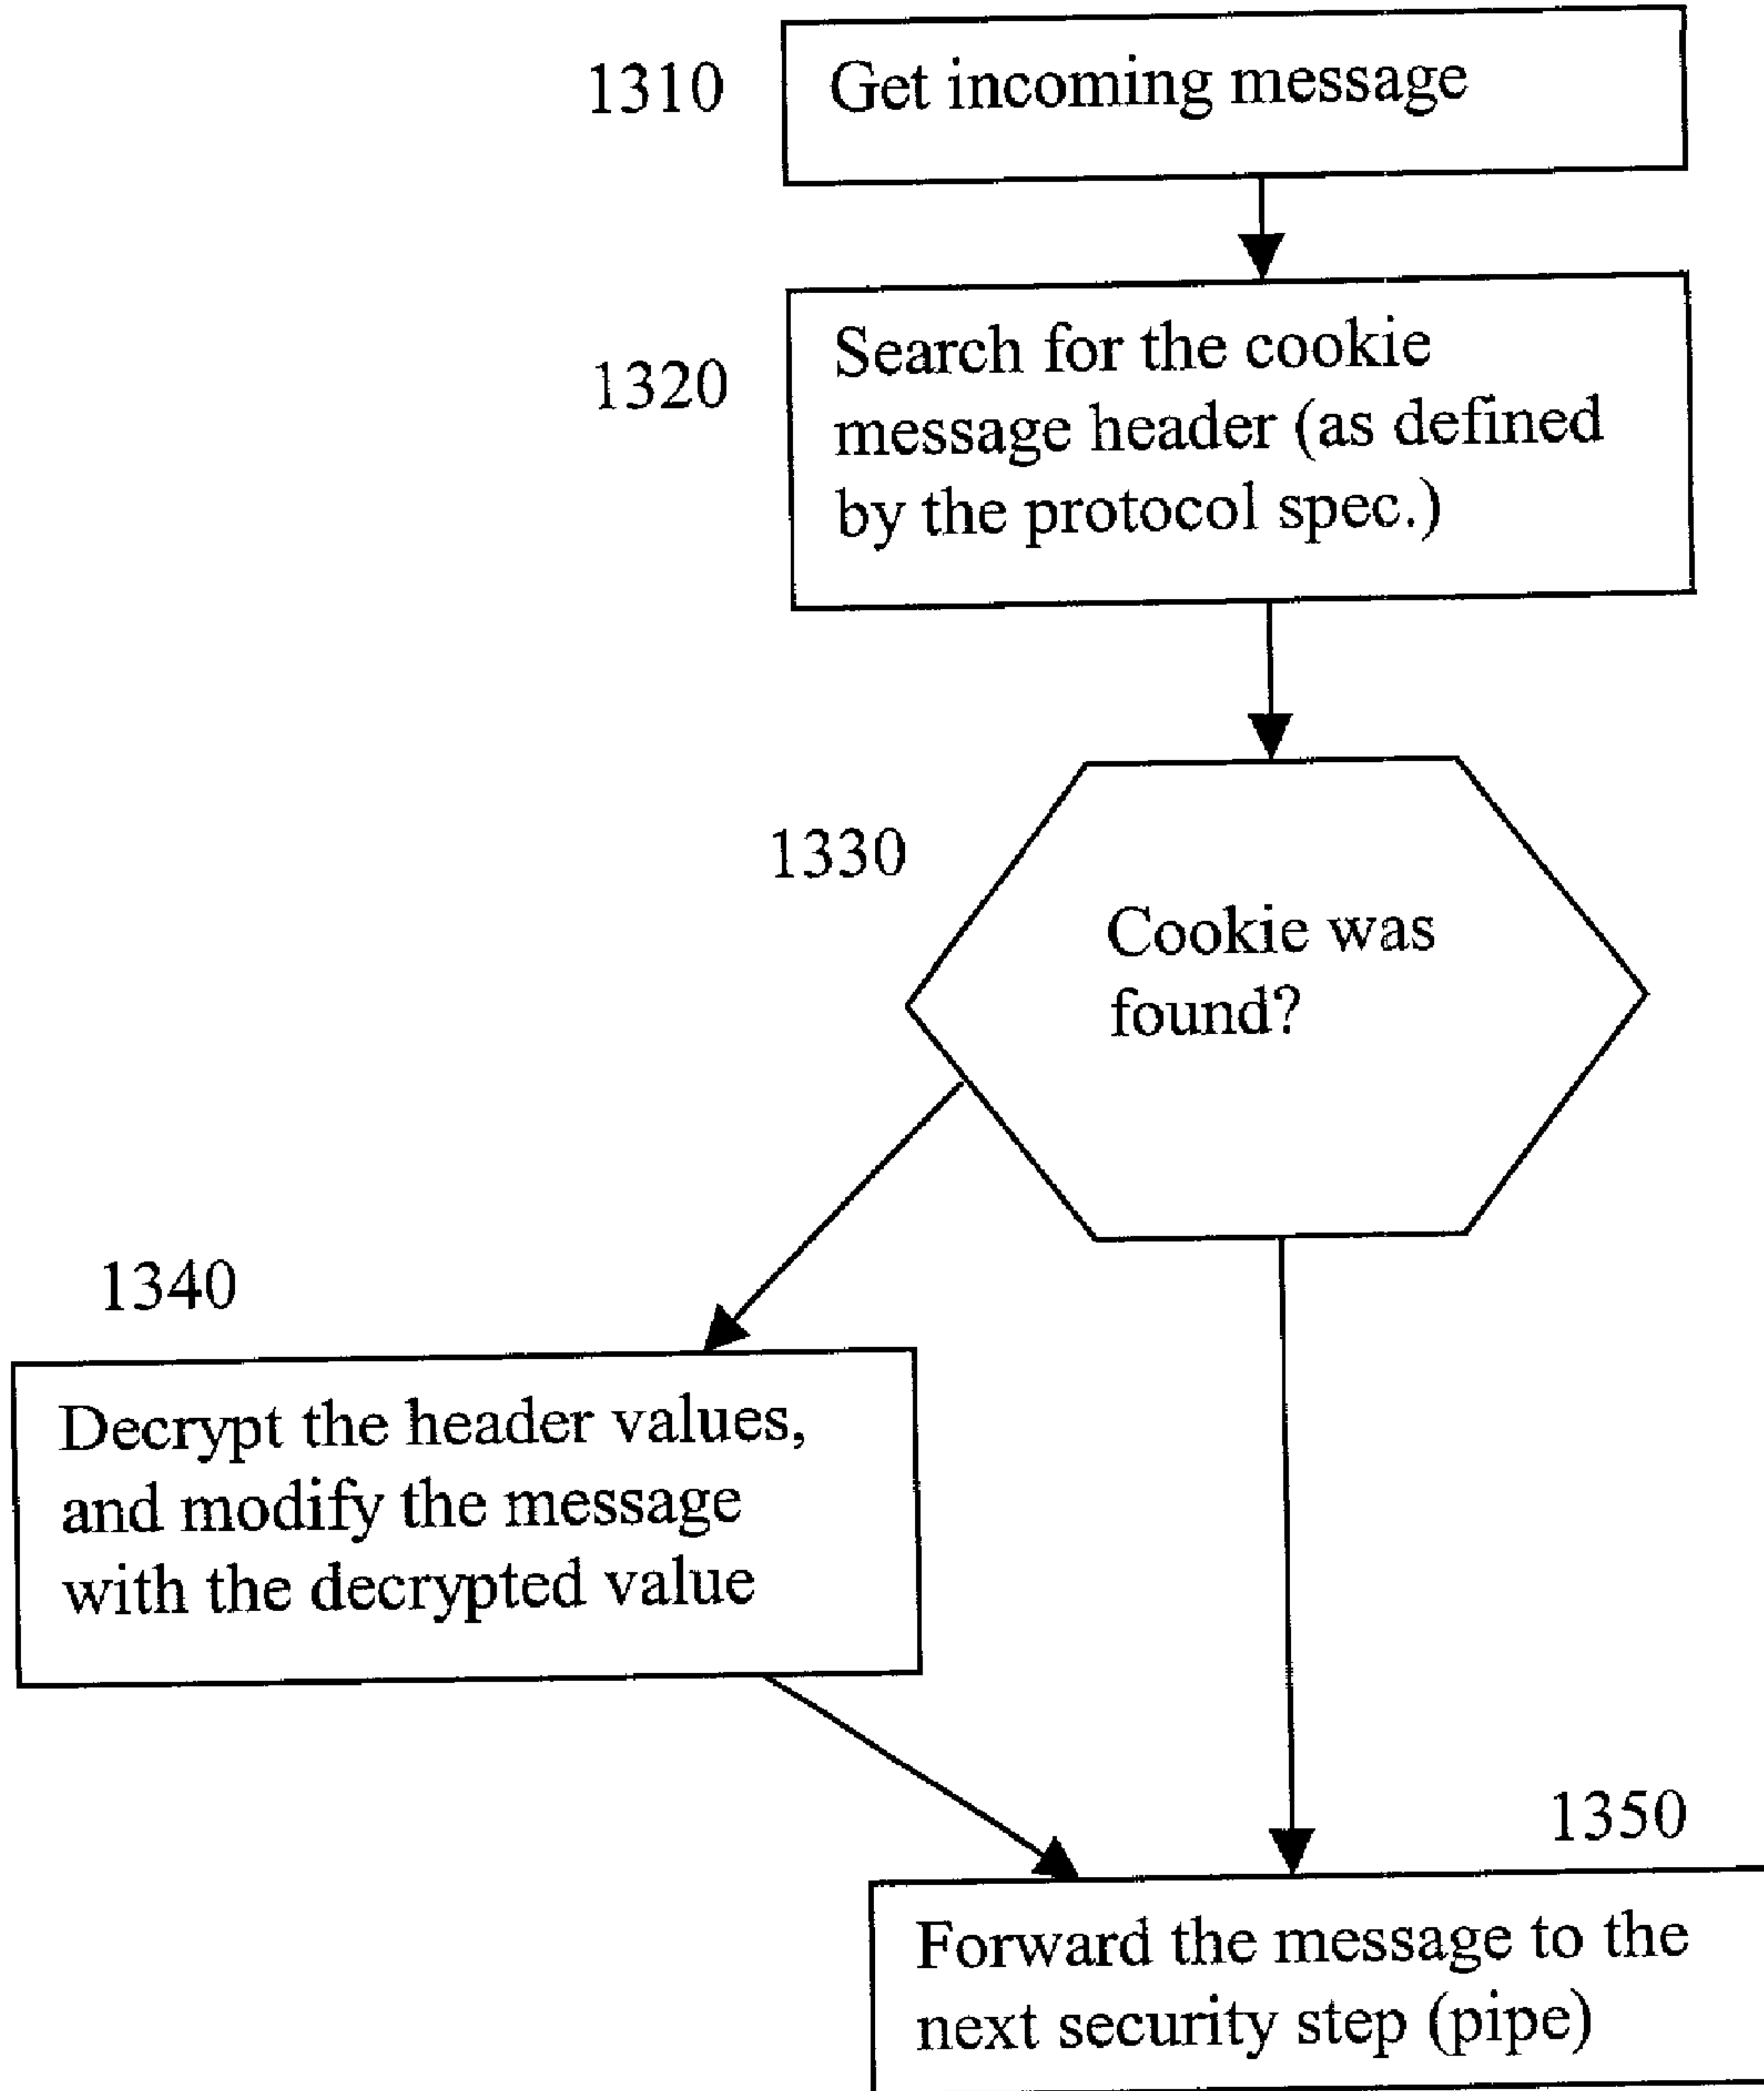 1310
Get incoming message
1320
Search for the cookie
message header (as defined
by the protocol spec.)
1330
Cookie was
found?
1340
Decrypt the header values,
and modify the message
with the decrypted value
1350
Forward the message to the
next security step (pipe)